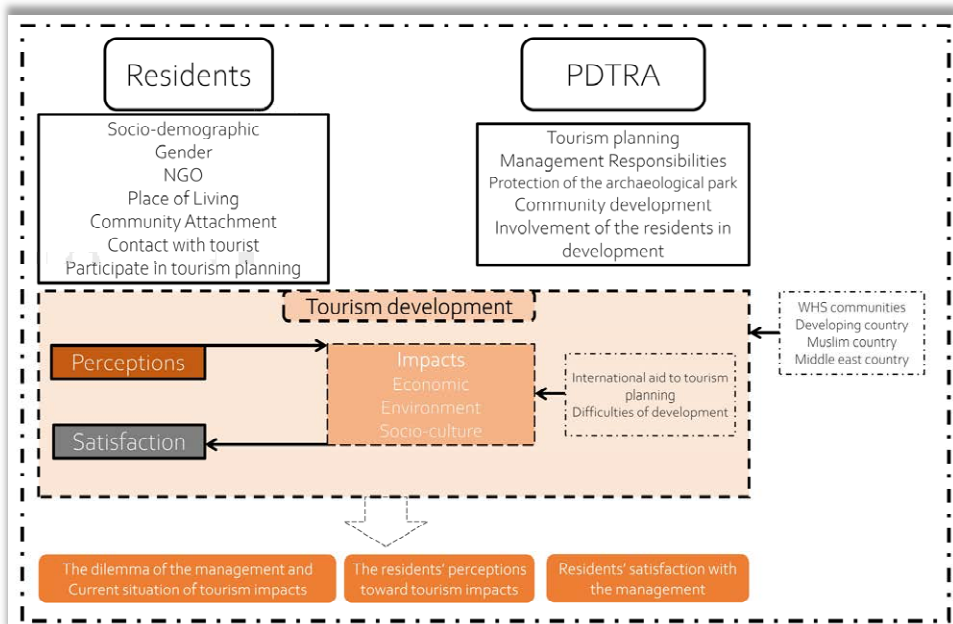 Residents
PDTRA
Socio-demographic
Gender
NGO
Place of Living
Community Attachment
Contact with tourist
Participate in tourism planning
Tourism planning
Management Responsibilities
Protection of the archaeological park
Community development
Involvement of the residents in
development
Tourism development
Perceptions
Satisfaction
Impacts
Economic
Environment
Socio-culture
International aid to tourism
planning
Difficulties of development
WHS communities
Developing country
Muslim country
Middle east country
The dilemma of the management and
Current situation of tourism impacts
The residents' perceptions
toward tourism impacts
Residents' satisfaction with
the management